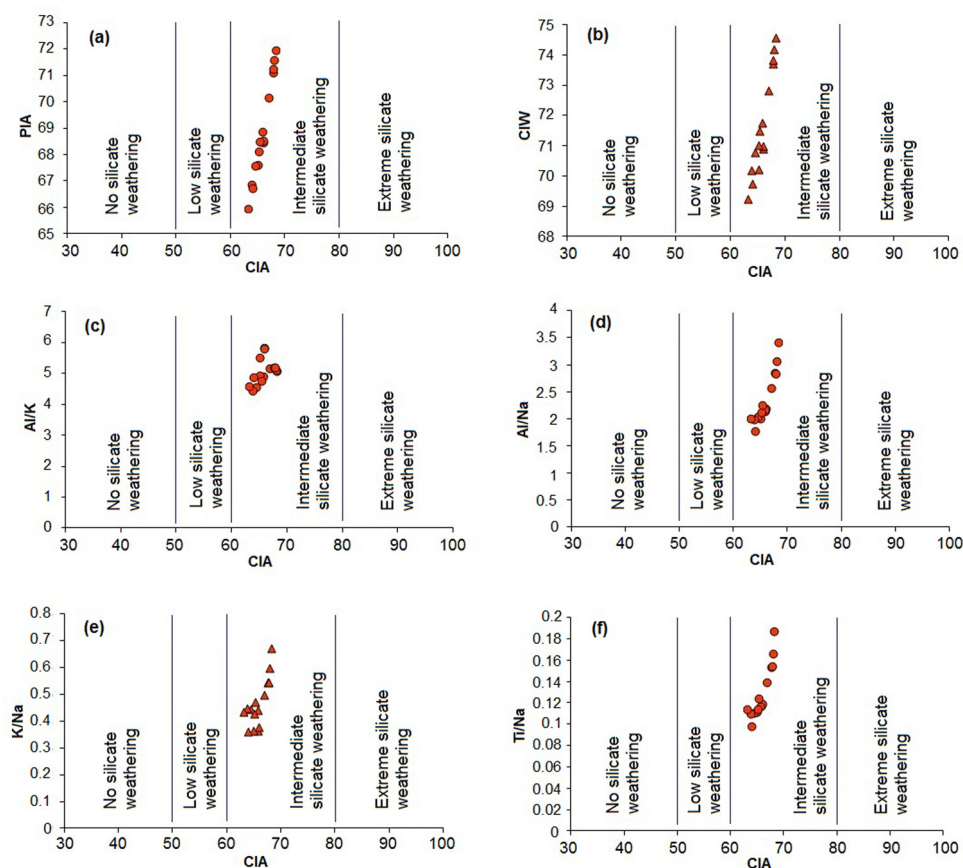 (a)
PIA
73
72
71
70
69
68
67
66
65
No silicate
weathering
Low silicate
weathering
Intermediate
silicate weathering
Extreme silicate
weathering
30 40 50 60 70 80 90 100
CIA
(b)
CIW
75
74
73
72
71
70
69
68
No silicate
weathering
Low silicate
weathering
Intermediate
silicate weathering
Extreme silicate
weathering
30 40 50 60 70 80 90 100
CIA
(c)
Al/K
7
6
5
4
3
2
1
0
No silicate
weathering
Low silicate
weathering
Intermediate
silicate weathering
Extreme silicate
weathering
30 40 50 60 70 80 90 100
CIA
(d)
Al/Na
4
3.5
3
2.5
2
1.5
1
0.5
0
No silicate
weathering
Low silicate
weathering
Intermediate
silicate weathering
Extreme silicate
weathering
30 40 50 60 70 80 90 100
CIA
(e)
K/Na
0.8
0.7
0.6
0.5
0.4
0.3
0.2
0.1
0
No silicate
weathering
Low silicate
weathering
Intermediate
silicate weathering
Extreme silicate
weathering
30 40 50 60 70 80 90 100
CIA
(f)
Ti/Na
0.2
0.18
0.16
0.14
0.12
0.1
0.08
0.06
0.04
0.02
0
No silicate
weathering
Low silicate
weathering
Intermediate
silicate weathering
Extreme silicate
weathering
30 40 50 60 70 80 90 100
CIA